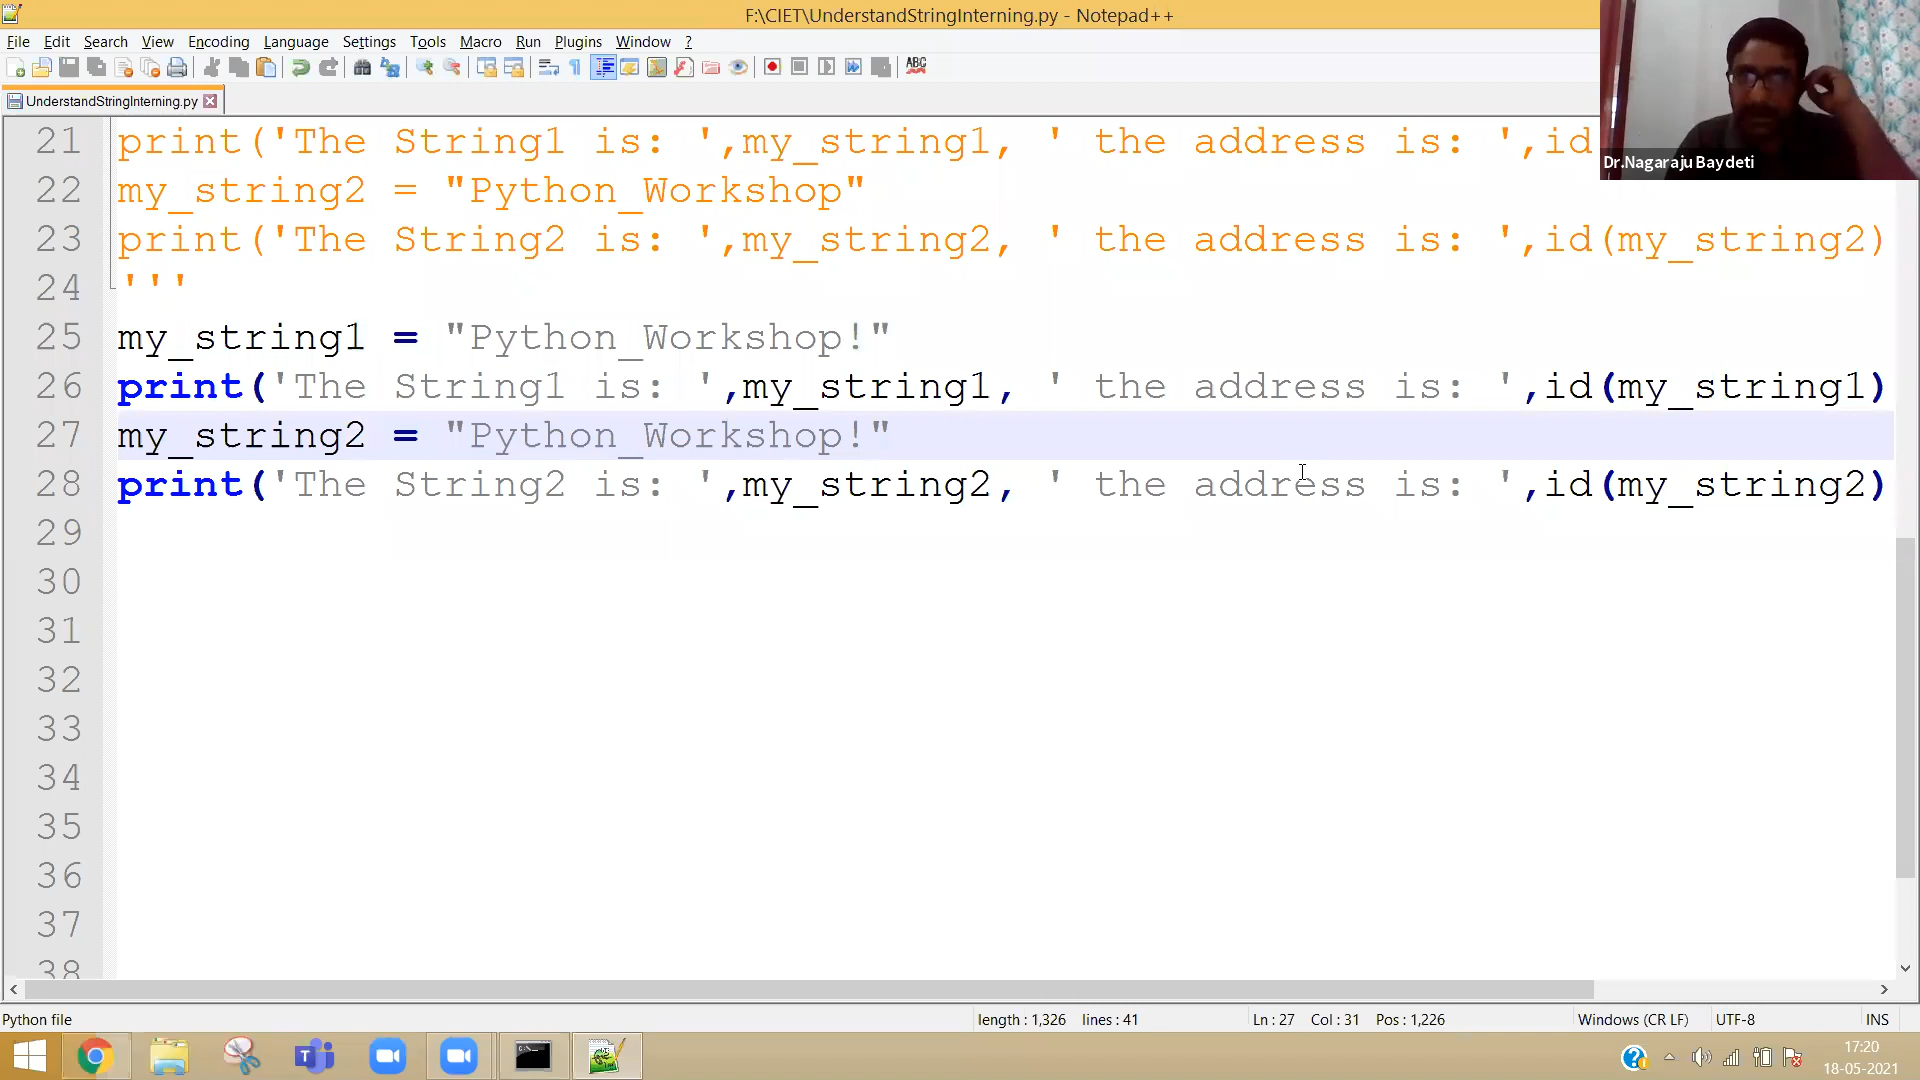 F:\CIET\UnderstandStringInterning.py - Notepad++
File Edit Search View Encoding Language Settings Tools Macro Run Plugins Window ?
ABC
UnderstandStringInterning.py
Dr.Nagaraju Baydeti
21 print('The String1 is: ',my_string1, ' the address is: ',id
22 my_string2 = "Python_Workshop"
23 print('The String2 is: ',my_string2, ' the address is: ',id(my_string2)
24 '''
25 my_string1 = "Python_Workshop!"
26 print('The String1 is: ',my_string1, ' the address is: ',id(my_string1)
27 my_string2 = "Python_Workshop!"
28 print('The String2 is: ',my_string2, ' the address is: ',id(my_string2)
29
30
31
32
33
34
35
36
37
38
Python file length : 1,326 lines : 41 Ln : 27 Col : 31 Pos : 1,226 Windows (CR LF) UTF-8 INS
17:20
18-05-2021